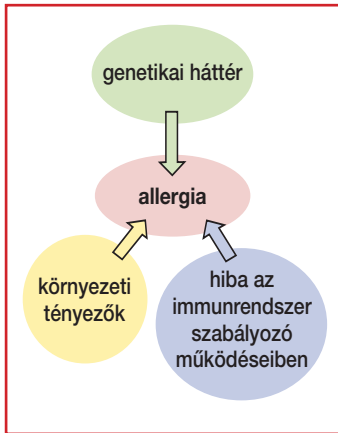 genetikai háttér
allergia
környezeti
tényezők
hiba az
immunrendszer
szabályozó
működéseiben